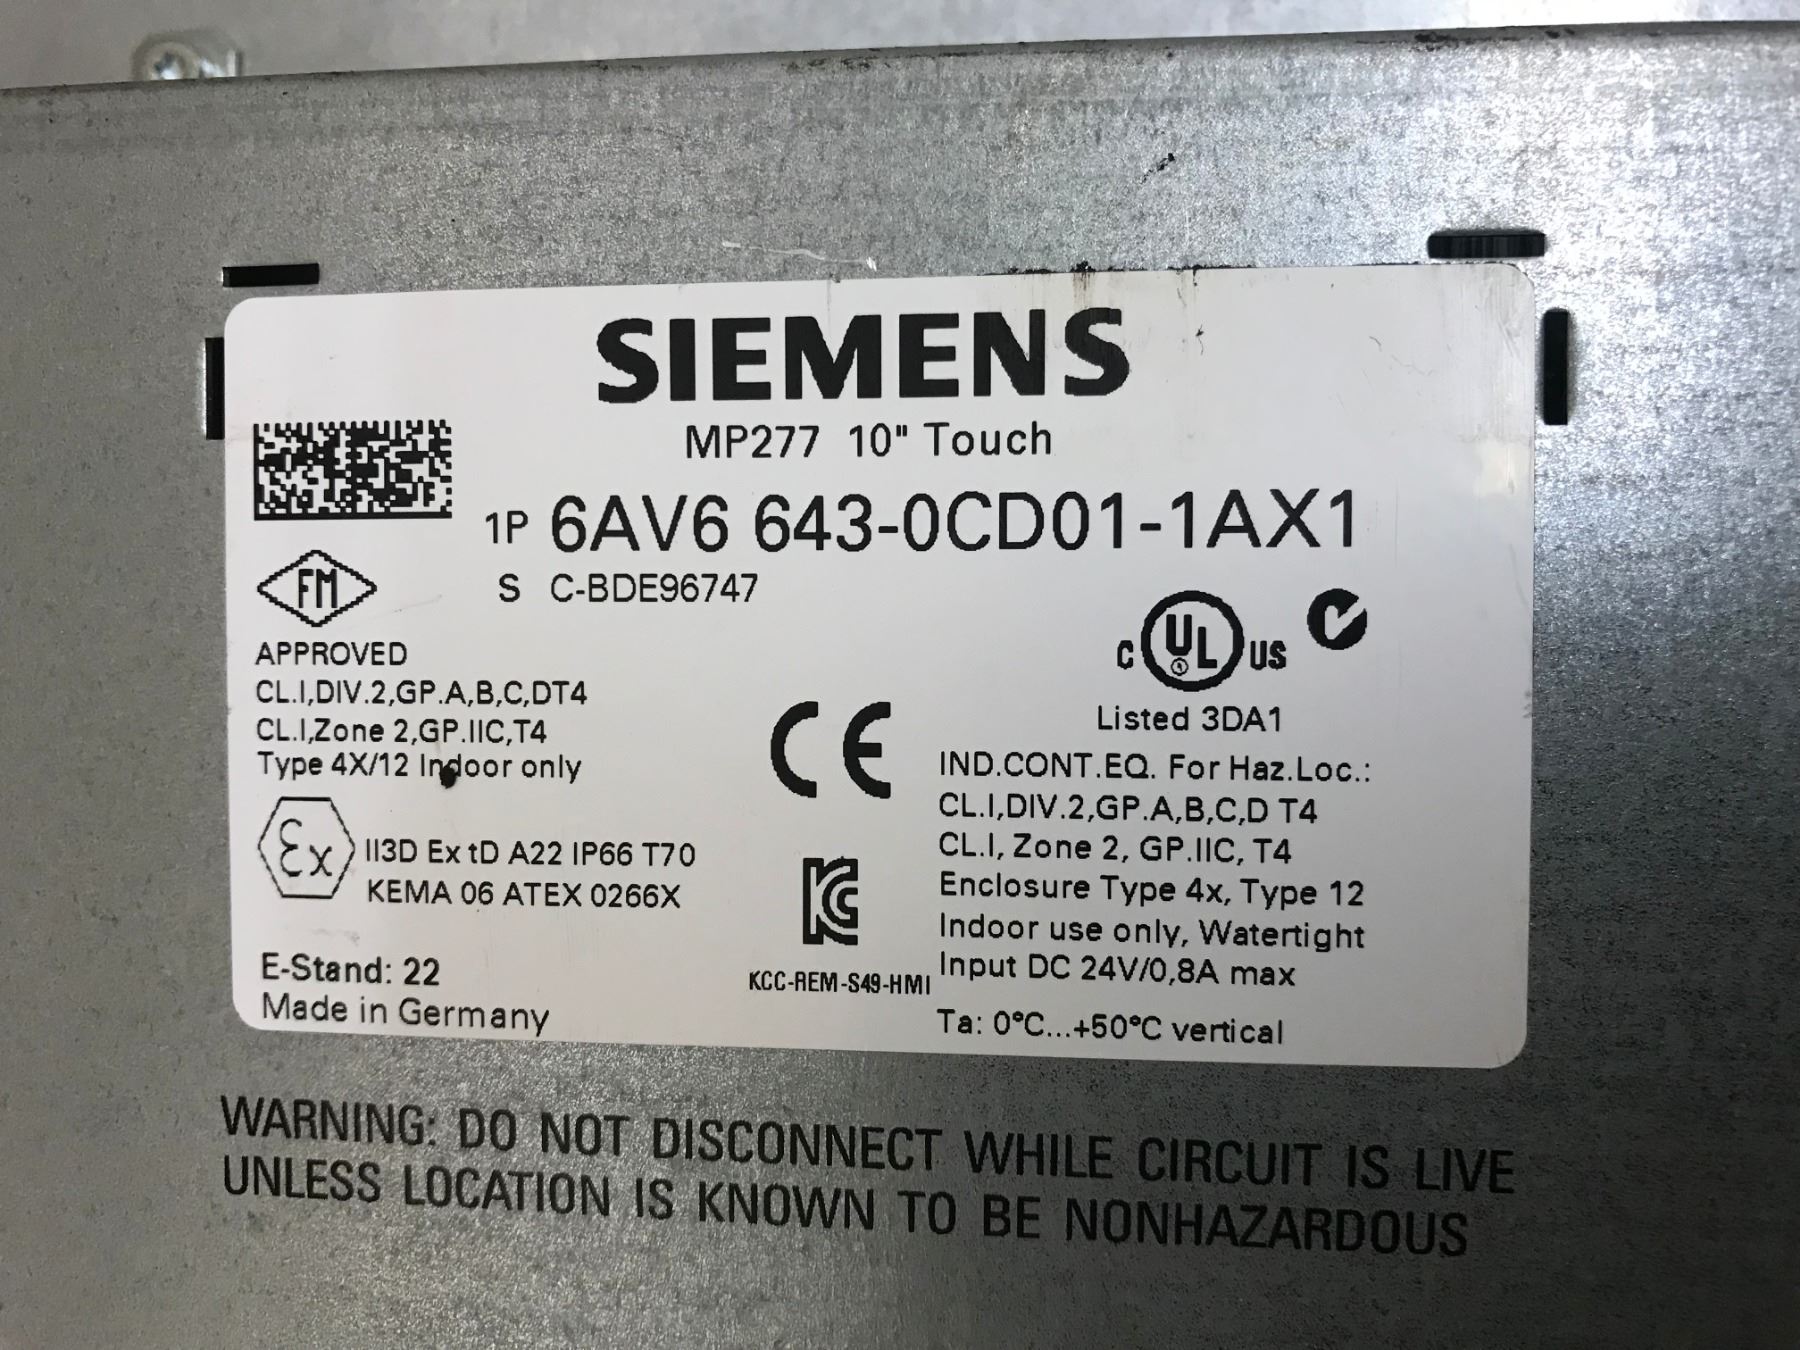 SIEMENS
MP277 10" Touch
1P 6AV6 643-0CD01-1AX1
S C-BDE96747
FM
APPROVED
CL.I,DIV.2,GP.A,B,C,DT4
CL.I,Zone 2,GP.IIC,T4
Type 4X/12 Indoor only
Ex II3D Ex tD A22 IP66 T70
KEMA 06 ATEX 0266X
E-Stand: 22
Made in Germany
CE
KC
KCC-REM-S49-HMI
C UL US
Listed 3DA1
IND.CONT.EQ. For Haz.Loc.:
CL.I,DIV.2,GP.A,B,C,D T4
CL.I, Zone 2, GP.IIC, T4
Enclosure Type 4x, Type 12
Indoor use only, Watertight
Input DC 24V/0,8A max
Ta: 0°C...+50°C vertical
WARNING: DO NOT DISCONNECT WHILE CIRCUIT IS LIVE
UNLESS LOCATION IS KNOWN TO BE NONHAZARDOUS